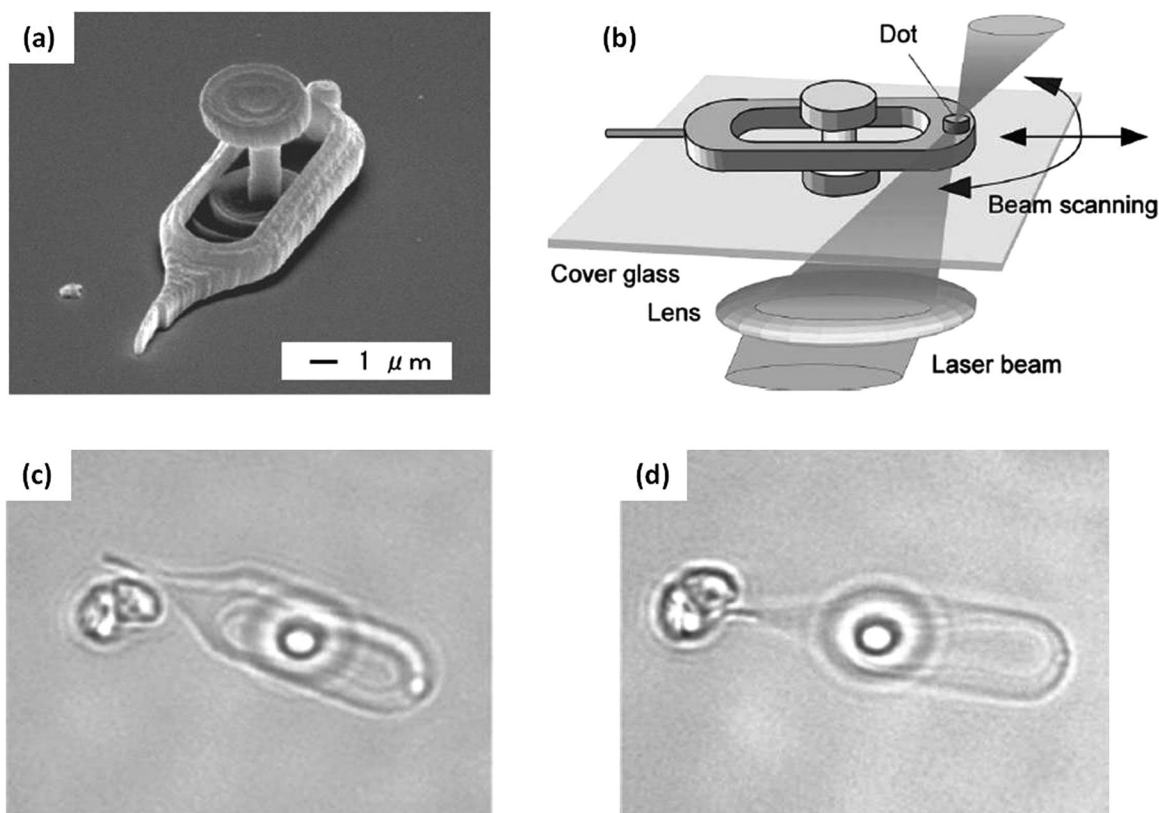 (a)
1 μm
(b)
Dot
Beam scanning
Cover glass
Lens
Laser beam
(c)
(d)